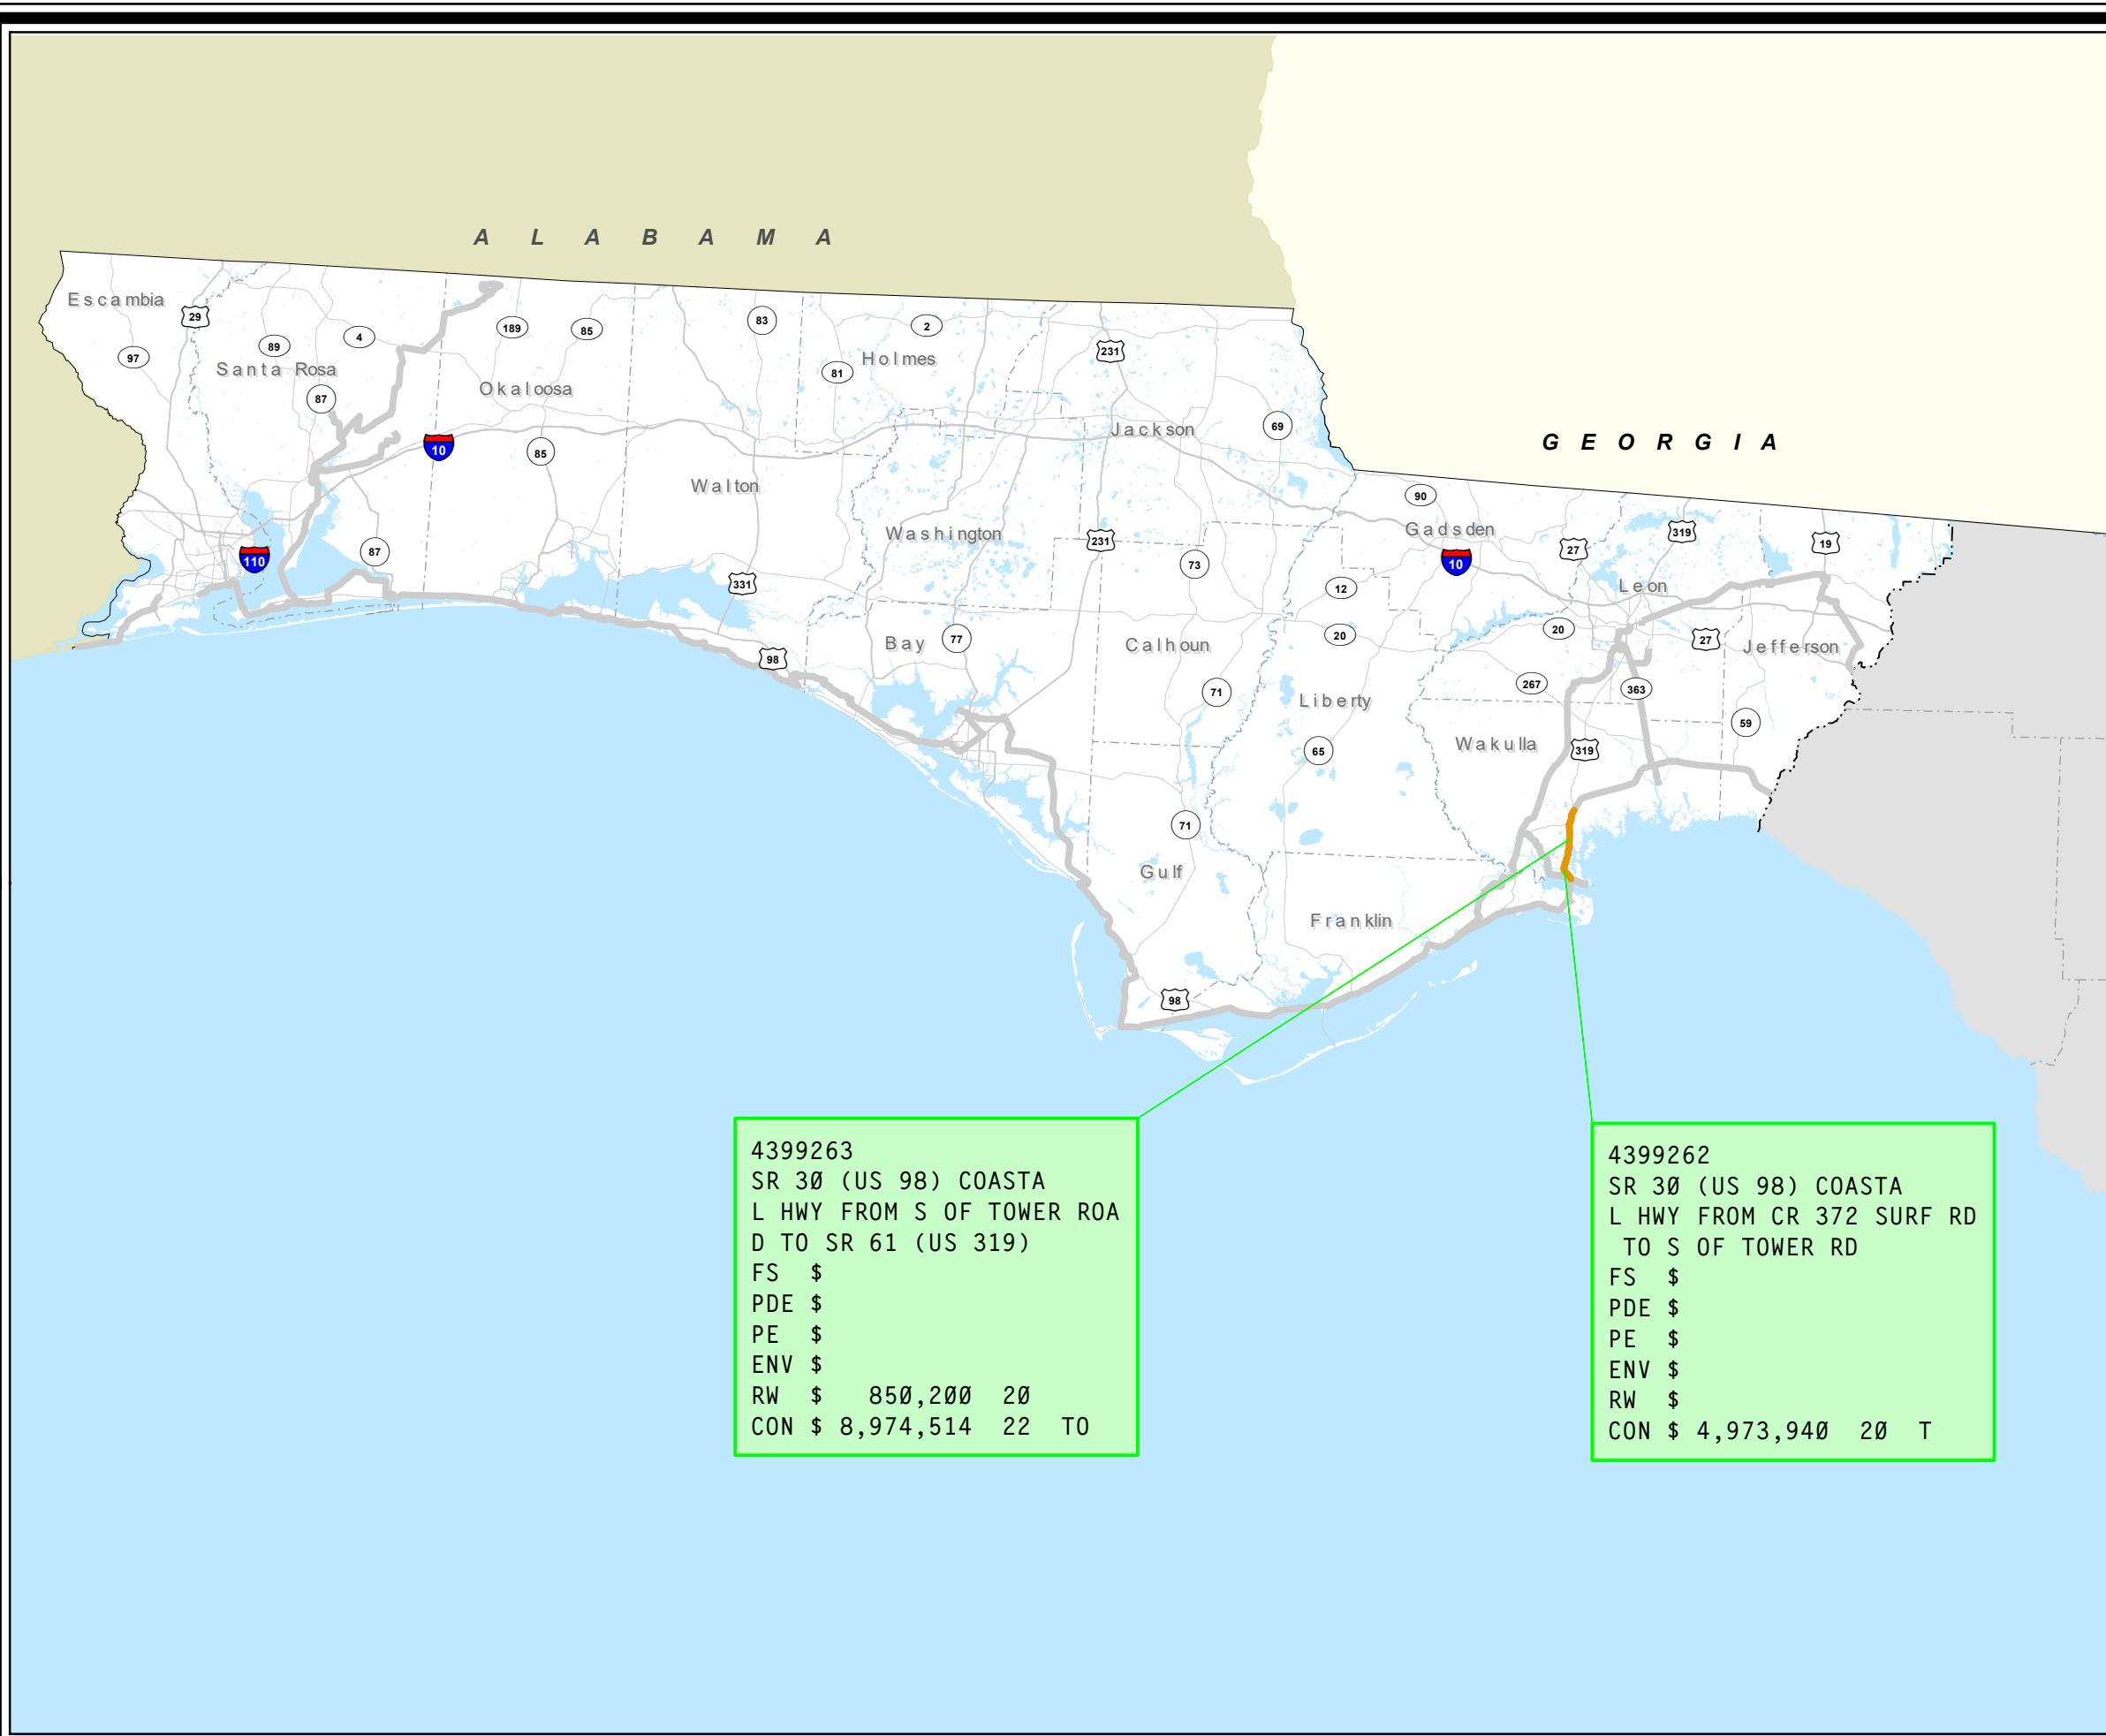 A L A B A M A
G E O R G I A
Escambia
29
97
89
4
Santa Rosa
87
189
85
Okaloosa
83
2
Holmes
81
231
Jackson
69
10
85
Walton
Washington
90
Gadsden
27
319
19
10
110
87
331
231
73
12
Leon
20
20
27
Jefferson
98
Bay
77
Calhoun
71
Liberty
267
363
65
Wakulla
319
59
71
Gulf
Franklin
98
4399263
SR 30 (US 98) COASTA
L HWY FROM S OF TOWER ROA
D TO SR 61 (US 319)
FS $
PDE $
PE $
ENV $
RW $ 850,200 20
CON $ 8,974,514 22 TO
4399262
SR 30 (US 98) COASTA
L HWY FROM CR 372 SURF RD
TO S OF TOWER RD
FS $
PDE $
PE $
ENV $
RW $
CON $ 4,973,940 20 T